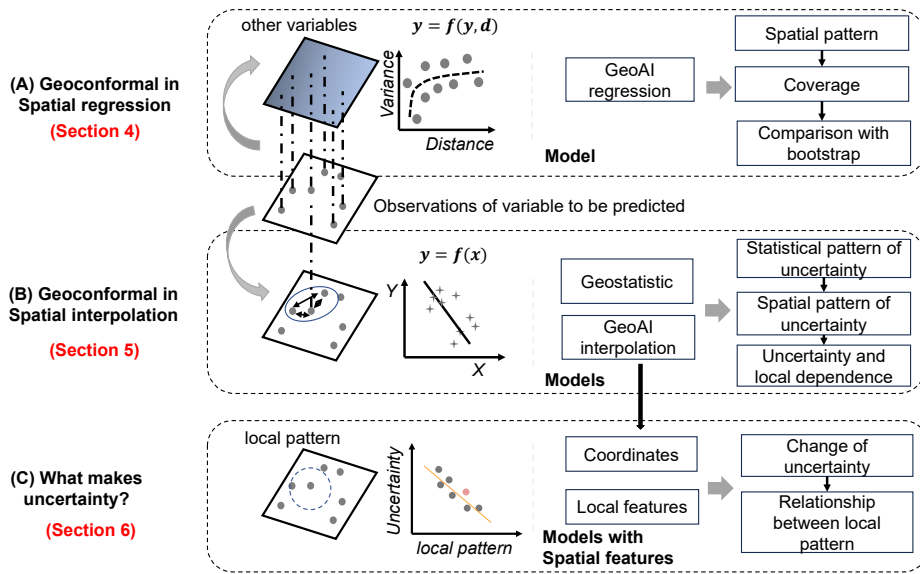 other variables
y = f(y, d)
Spatial pattern
(A) Geoconformal in
Spatial regression
(Section 4)
Variance
Distance
GeoAI
regression
Coverage
Model
Comparison with
bootstrap
Observations of variable to be predicted
y = f(x)
Statistical pattern of
uncertainty
(B) Geoconformal in
Spatial interpolation
(Section 5)
Y
X
Geostatistic
GeoAI
interpolation
Models
Spatial pattern of
uncertainty
Uncertainty and
local dependence
local pattern
(C) What makes
uncertainty?
(Section 6)
Uncertainty
local pattern
Coordinates
Local features
Models with
Spatial features
Change of
uncertainty
Relationship
between local
pattern